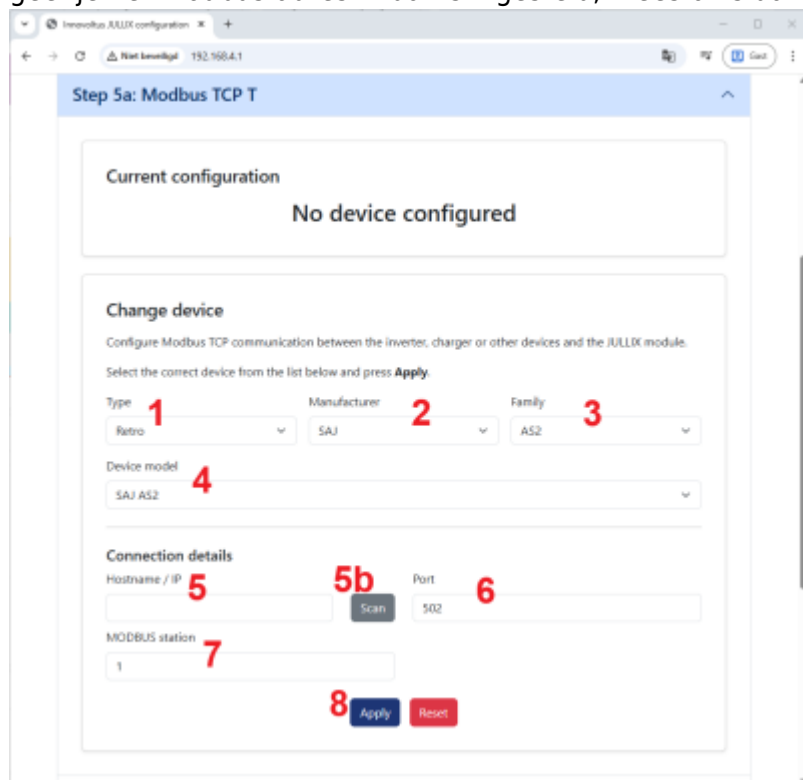 Innovoltus JULLIX configuration
Niet beveiligd 192.168.4.1
Gast
Step 5a: Modbus TCP T
Current configuration
No device configured
Change device
Configure Modbus TCP communication between the inverter, charger or other devices and the JULLIX module.
Select the correct device from the list below and press Apply.
Type 1 Manufacturer 2 Family 3
Retro SAJ AS2
Device model 4
SAJ AS2
Connection details
Hostname / IP 5 5b Port 6
Scan 502
MODBUS station 7
1
8 Apply Reset